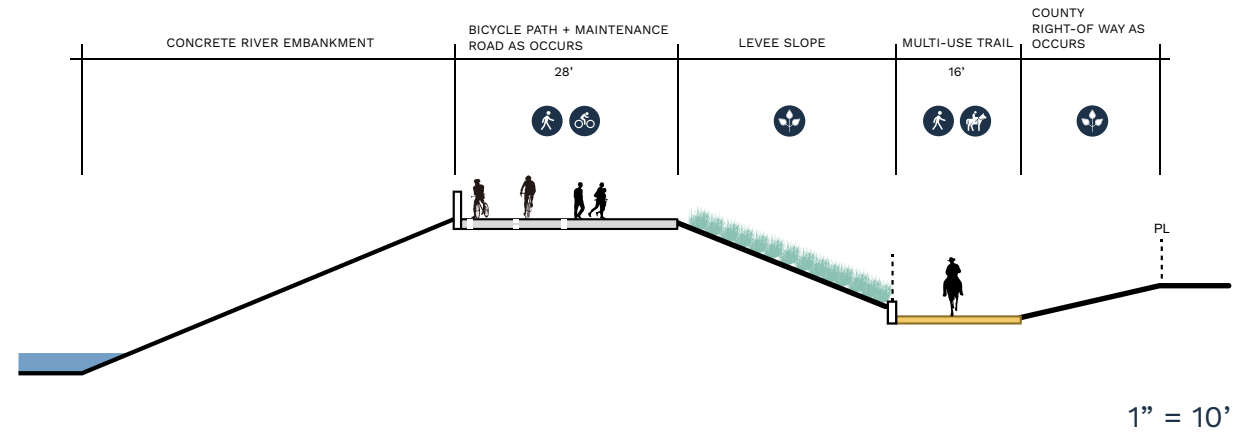 CONCRETE RIVER EMBANKMENT
BICYCLE PATH + MAINTENANCE
ROAD AS OCCURS
LEVEE SLOPE
MULTI-USE TRAIL
COUNTY
RIGHT-OF WAY AS
OCCURS
28’
16’
PL
1” = 10’